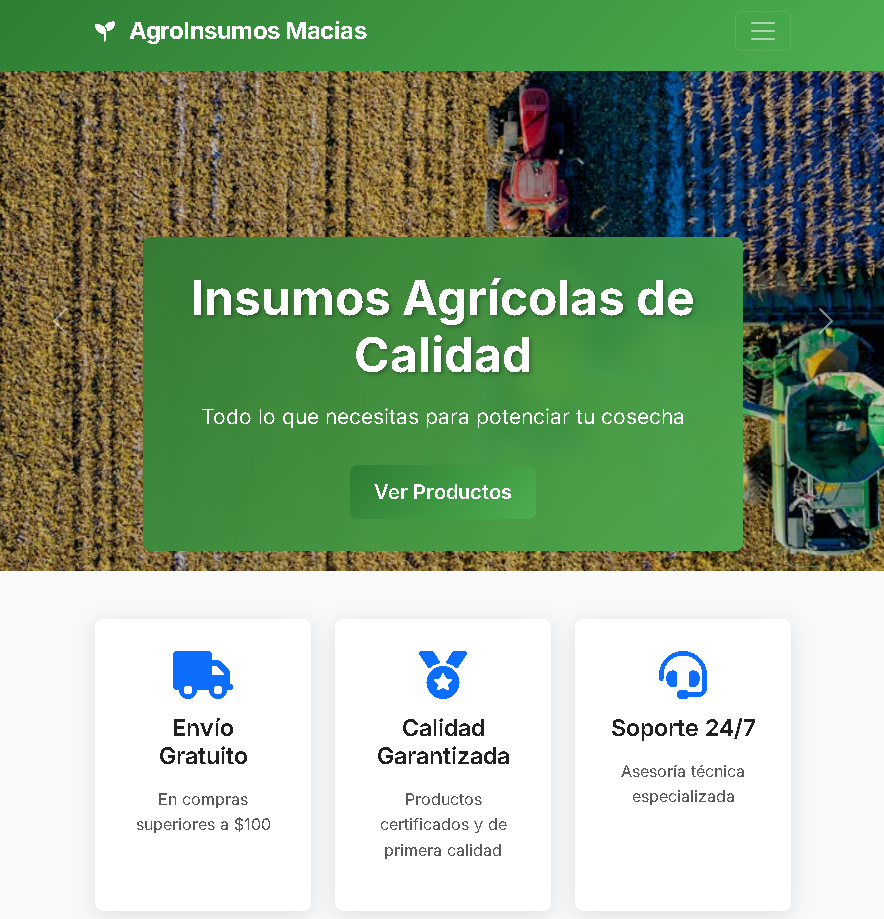 AgroInsumos Macias
Insumos Agrícolas de
Calidad
Todo lo que necesitas para potenciar tu cosecha
Ver Productos
Envío
Gratuito
En compras
superiores a $100
Calidad
Garantizada
Productos
certificados y de
primera calidad
Soporte 24/7
Asesoría técnica
especializada